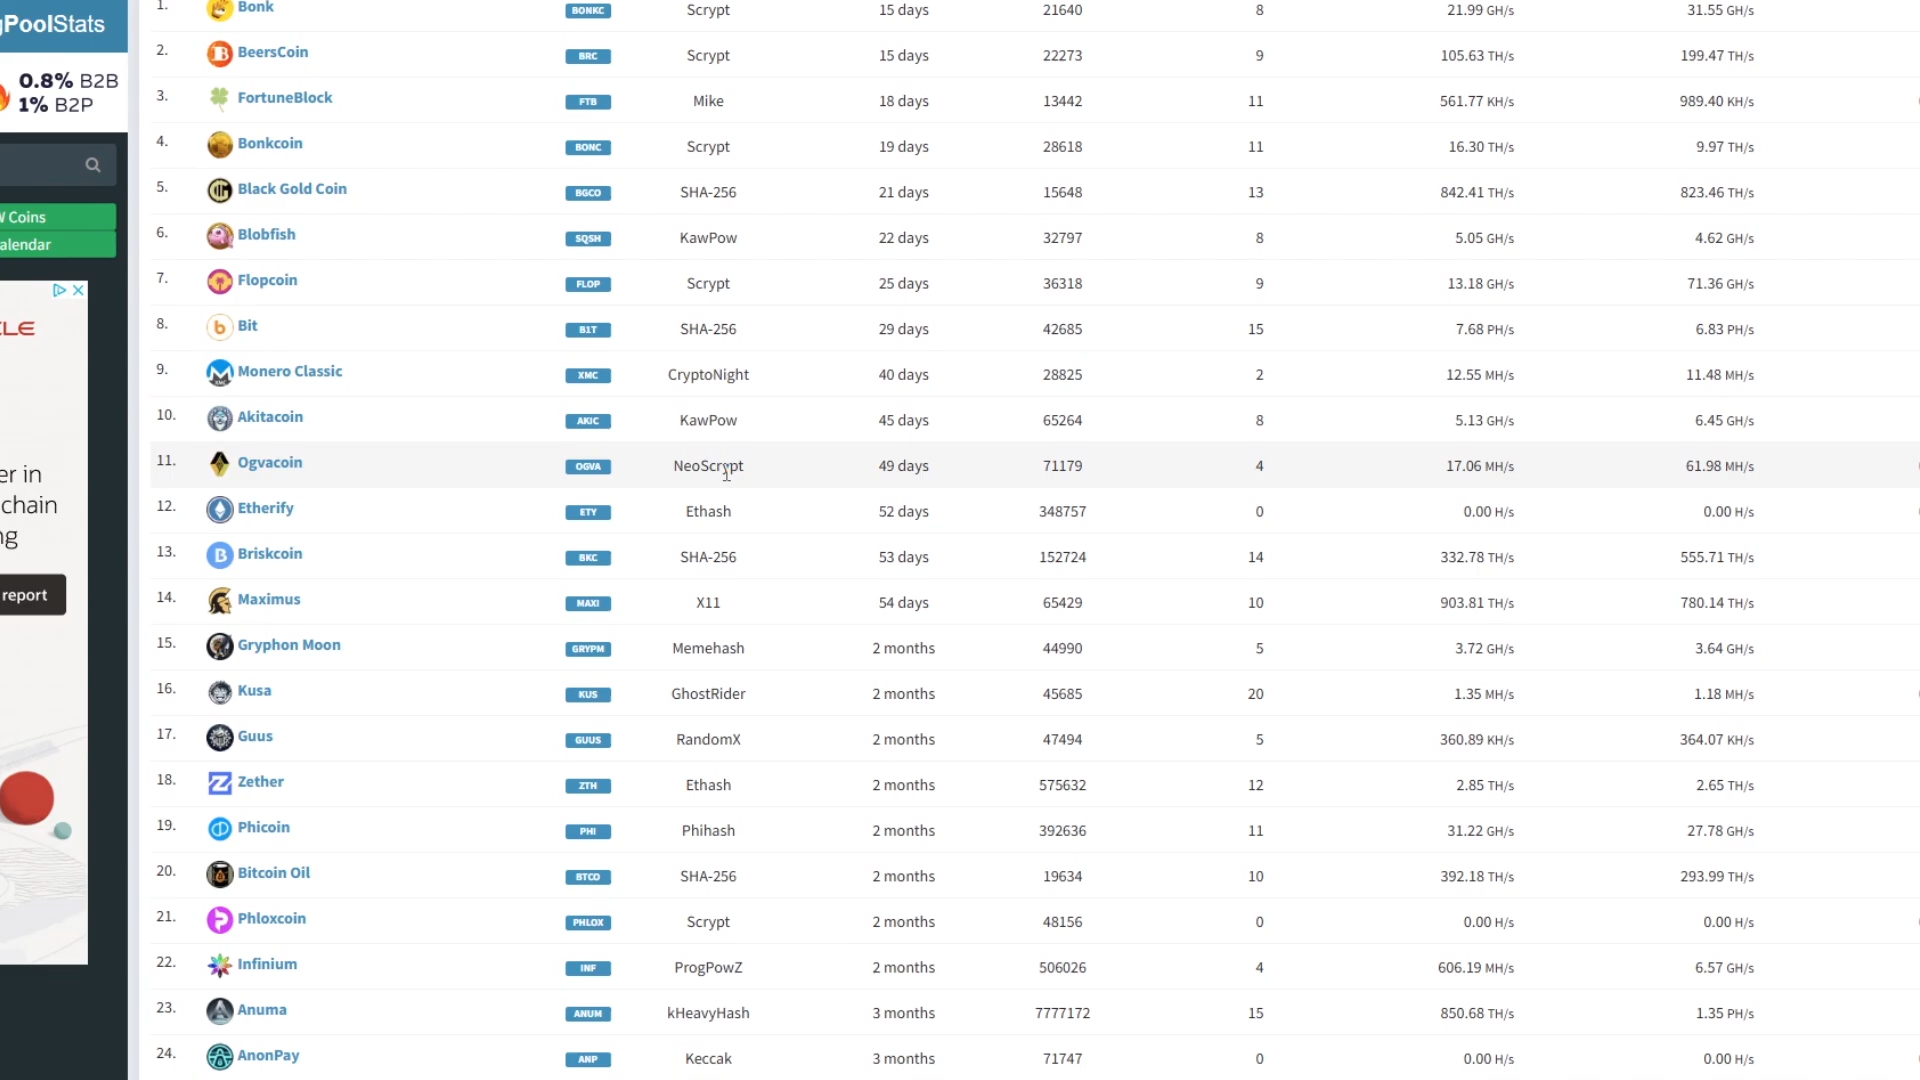 gPoolStats
0.8% B2B
1% B2P
W Coins
alendar
CLE
er in
chain
ng
report
1. Bonk BONKC Scrypt 15 days 21640 8 21.99 GH/s 31.55 GH/s
2. BeersCoin BRC Scrypt 15 days 22273 9 105.63 TH/s 199.47 TH/s
3. FortuneBlock FTB Mike 18 days 13442 11 561.77 KH/s 989.40 KH/s
4. Bonkcoin BONC Scrypt 19 days 28618 11 16.30 TH/s 9.97 TH/s
5. Black Gold Coin BGCO SHA-256 21 days 15648 13 842.41 TH/s 823.46 TH/s
6. Blobfish SQSH KawPow 22 days 32797 8 5.05 GH/s 4.62 GH/s
7. Flopcoin FLOP Scrypt 25 days 36318 9 13.18 GH/s 71.36 GH/s
8. Bit B1T SHA-256 29 days 42685 15 7.68 PH/s 6.83 PH/s
9. Monero Classic XMC CryptoNight 40 days 28825 2 12.55 MH/s 11.48 MH/s
10. Akitacoin AKIC KawPow 45 days 65264 8 5.13 GH/s 6.45 GH/s
11. Ogvacoin OGVA NeoScrypt 49 days 71179 4 17.06 MH/s 61.98 MH/s
12. Etherify ETY Ethash 52 days 348757 0 0.00 H/s 0.00 H/s
13. Briskcoin BKC SHA-256 53 days 152724 14 332.78 TH/s 555.71 TH/s
14. Maximus MAXI X11 54 days 65429 10 903.81 TH/s 780.14 TH/s
15. Gryphon Moon GRYPM Memehash 2 months 44990 5 3.72 GH/s 3.64 GH/s
16. Kusa KUS GhostRider 2 months 45685 20 1.35 MH/s 1.18 MH/s
17. Guus GUUS RandomX 2 months 47494 5 360.89 KH/s 364.07 KH/s
18. Zether ZTH Ethash 2 months 575632 12 2.85 TH/s 2.65 TH/s
19. Phicoin PHI Phihash 2 months 392636 11 31.22 GH/s 27.78 GH/s
20. Bitcoin Oil BTCO SHA-256 2 months 19634 10 392.18 TH/s 293.99 TH/s
21. Phloxcoin PHLOX Scrypt 2 months 48156 0 0.00 H/s 0.00 H/s
22. Infinium INF ProgPowZ 2 months 506026 4 606.19 MH/s 6.57 GH/s
23. Anuma ANUM kHeavyHash 3 months 7777172 15 850.68 TH/s 1.35 PH/s
24. AnonPay ANP Keccak 3 months 71747 0 0.00 H/s 0.00 H/s